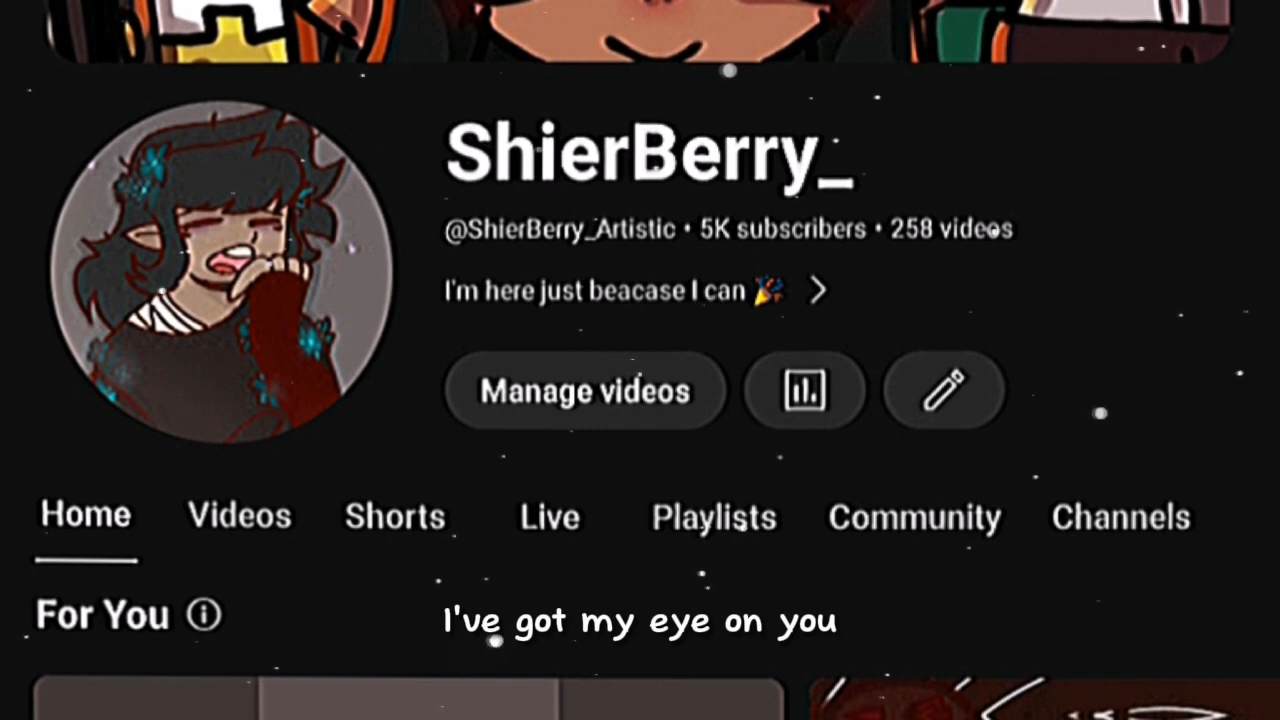 ShierBerry_
@ShierBerry_Artistic • 5K subscribers • 258 videos
I'm here just beacase I can 🎉
Manage videos
Home Videos Shorts Live Playlists Community Channels
For You
I've got my eye on you